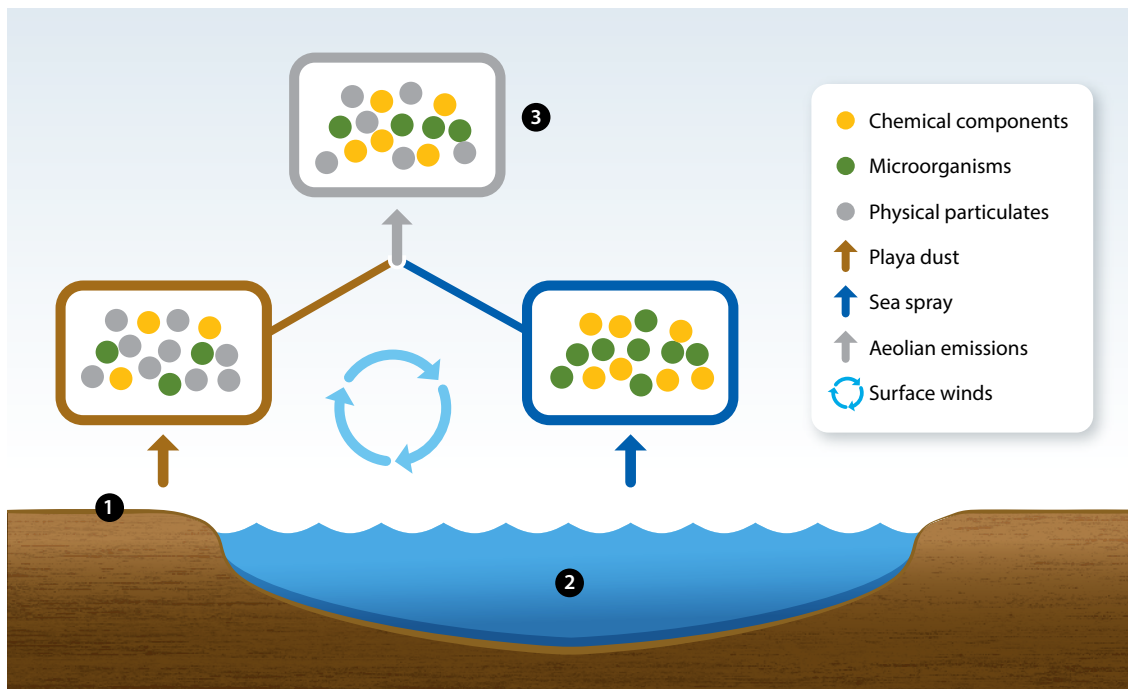 3
Chemical components
Microorganisms
Physical particulates
Playa dust
Sea spray
Aeolian emissions
Surface winds
1
2